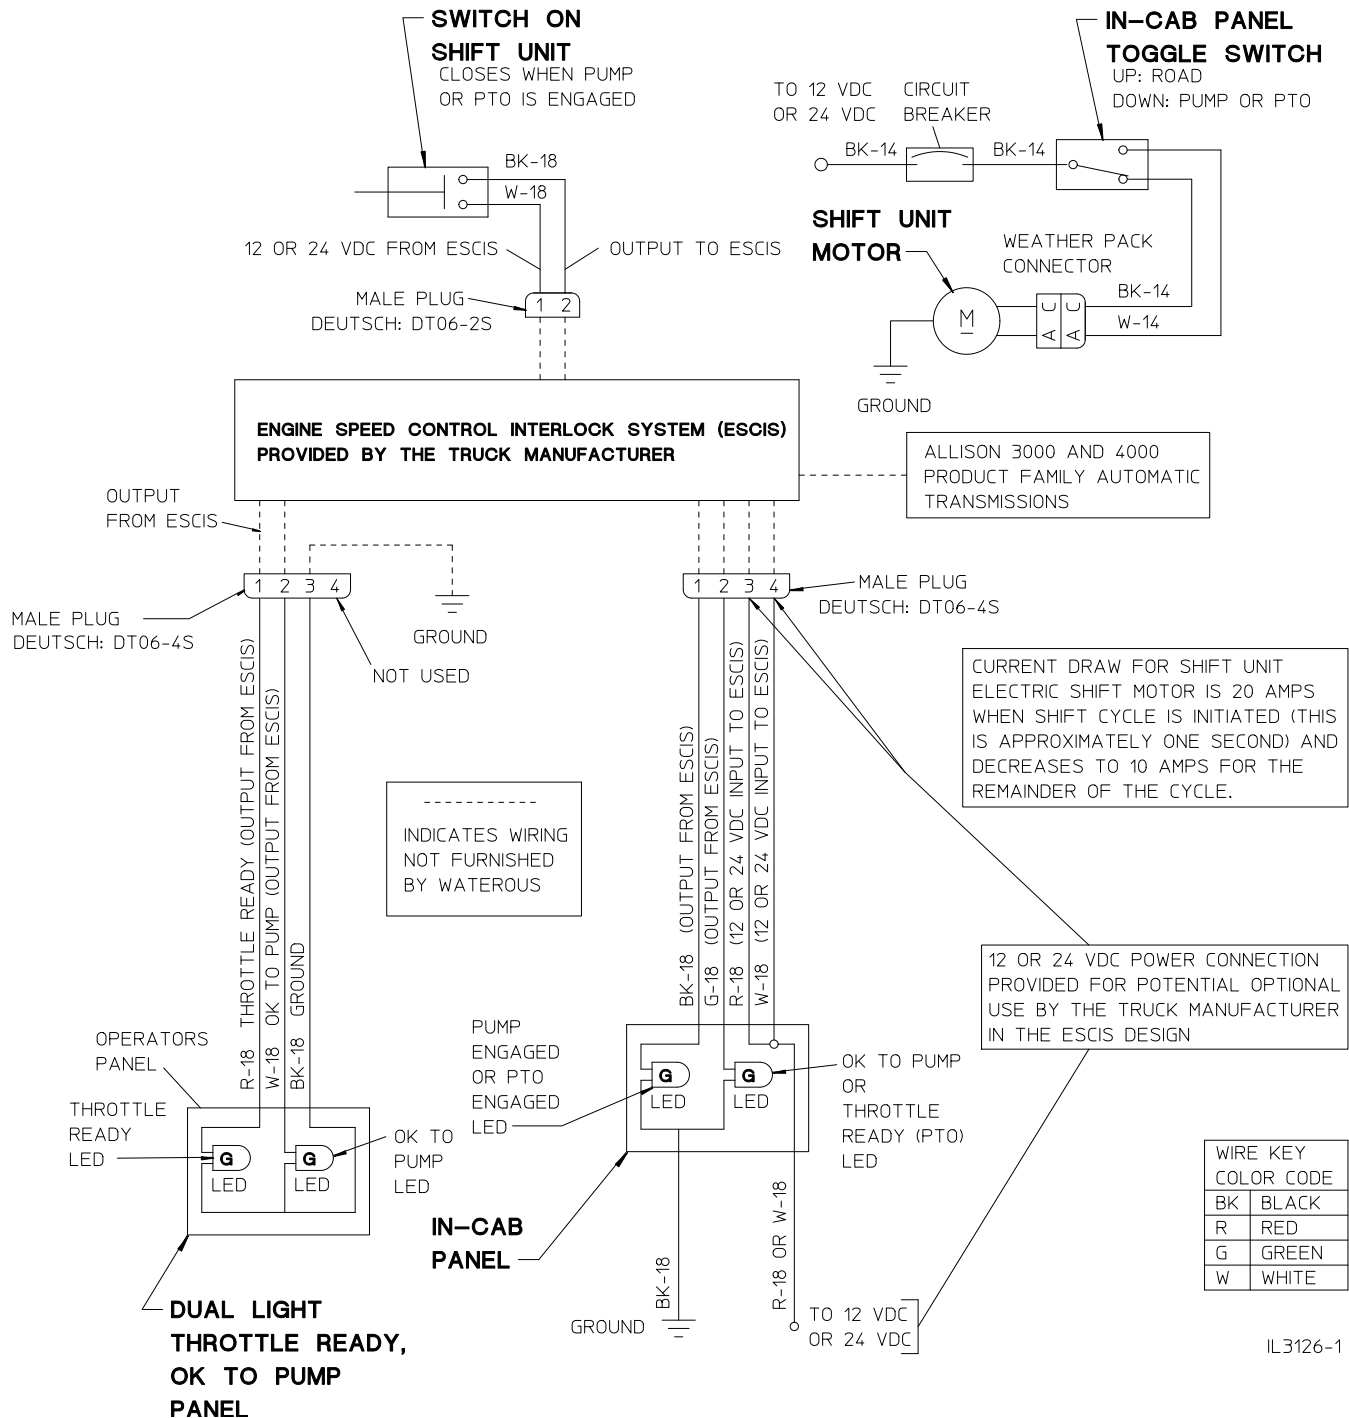 SWITCH ON
SHIFT UNIT
CLOSES WHEN PUMP
OR PTO IS ENGAGED
BK-18
W-18
12 OR 24 VDC FROM ESCIS
OUTPUT TO ESCIS
MALE PLUG
DEUTSCH: DT06-2S
1 2
IN-CAB PANEL
TOGGLE SWITCH
UP: ROAD
DOWN: PUMP OR PTO
TO 12 VDC
OR 24 VDC
CIRCUIT
BREAKER
BK-14
BK-14
SHIFT UNIT
MOTOR
WEATHER PACK
CONNECTOR
M
A C
A C
BK-14
W-14
GROUND
ENGINE SPEED CONTROL INTERLOCK SYSTEM (ESCIS)
PROVIDED BY THE TRUCK MANUFACTURER
ALLISON 3000 AND 4000
PRODUCT FAMILY AUTOMATIC
TRANSMISSIONS
OUTPUT
FROM ESCIS
1 2 3 4
MALE PLUG
DEUTSCH: DT06-4S
GROUND
NOT USED
1 2 3 4
MALE PLUG
DEUTSCH: DT06-4S
R-18 THROTTLE READY (OUTPUT FROM ESCIS)
W-18 OK TO PUMP (OUTPUT FROM ESCIS)
BK-18 GROUND
INDICATES WIRING
NOT FURNISHED
BY WATEROUS
BK-18 (OUTPUT FROM ESCIS)
G-18 (OUTPUT FROM ESCIS)
R-18 (12 OR 24 VDC INPUT TO ESCIS)
W-18 (12 OR 24 VDC INPUT TO ESCIS)
CURRENT DRAW FOR SHIFT UNIT
ELECTRIC SHIFT MOTOR IS 20 AMPS
WHEN SHIFT CYCLE IS INITIATED (THIS
IS APPROXIMATELY ONE SECOND) AND
DECREASES TO 10 AMPS FOR THE
REMAINDER OF THE CYCLE.
12 OR 24 VDC POWER CONNECTION
PROVIDED FOR POTENTIAL OPTIONAL
USE BY THE TRUCK MANUFACTURER
IN THE ESCIS DESIGN
OPERATORS
PANEL
THROTTLE
READY
LED
G
LED
G
LED
OK TO
PUMP
LED
DUAL LIGHT
THROTTLE READY,
OK TO PUMP
PANEL
PUMP
ENGAGED
OR PTO
ENGAGED
LED
G
LED
G
LED
OK TO PUMP
OR
THROTTLE
READY (PTO)
LED
IN-CAB
PANEL
BK-18
GROUND
R-18 OR W-18
TO 12 VDC
OR 24 VDC
WIRE KEY
COLOR CODE
BK BLACK
R RED
G GREEN
W WHITE
IL3126-1